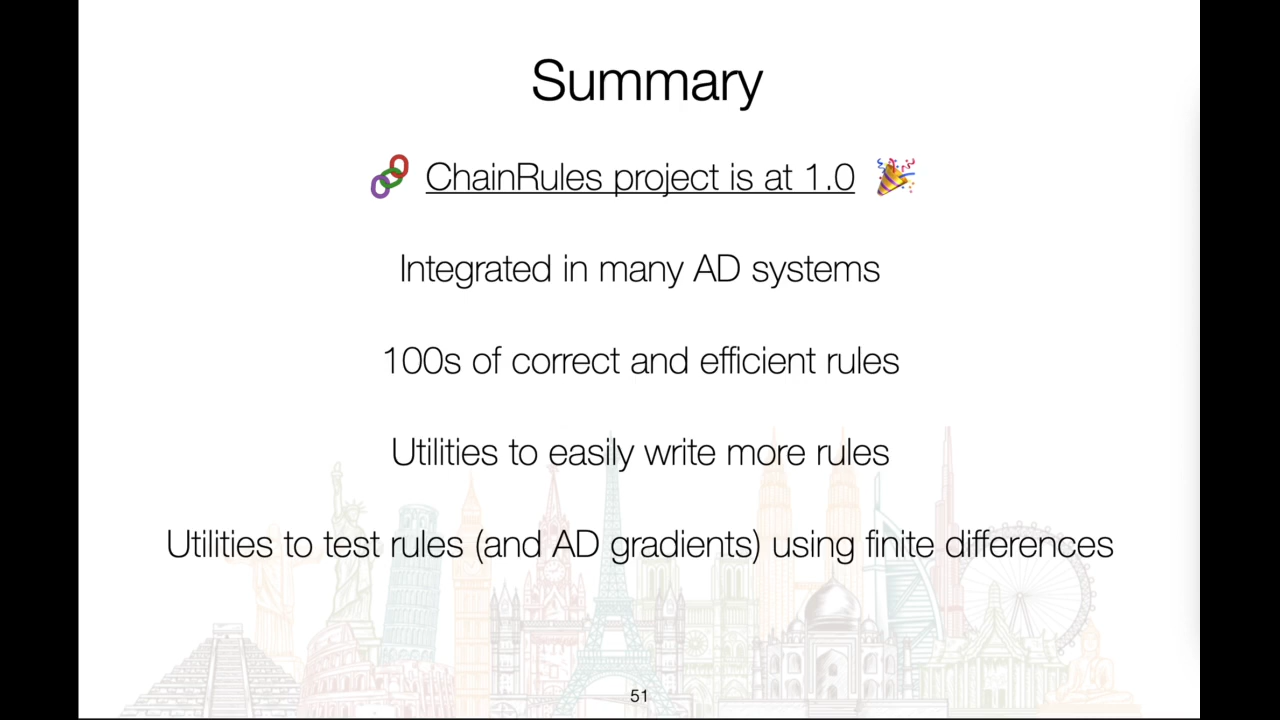 Summary
🔗 ChainRules project is at 1.0 🎉
Integrated in many AD systems
100s of correct and efficient rules
Utilities to easily write more rules
Utilities to test rules (and AD gradients) using finite differences
51